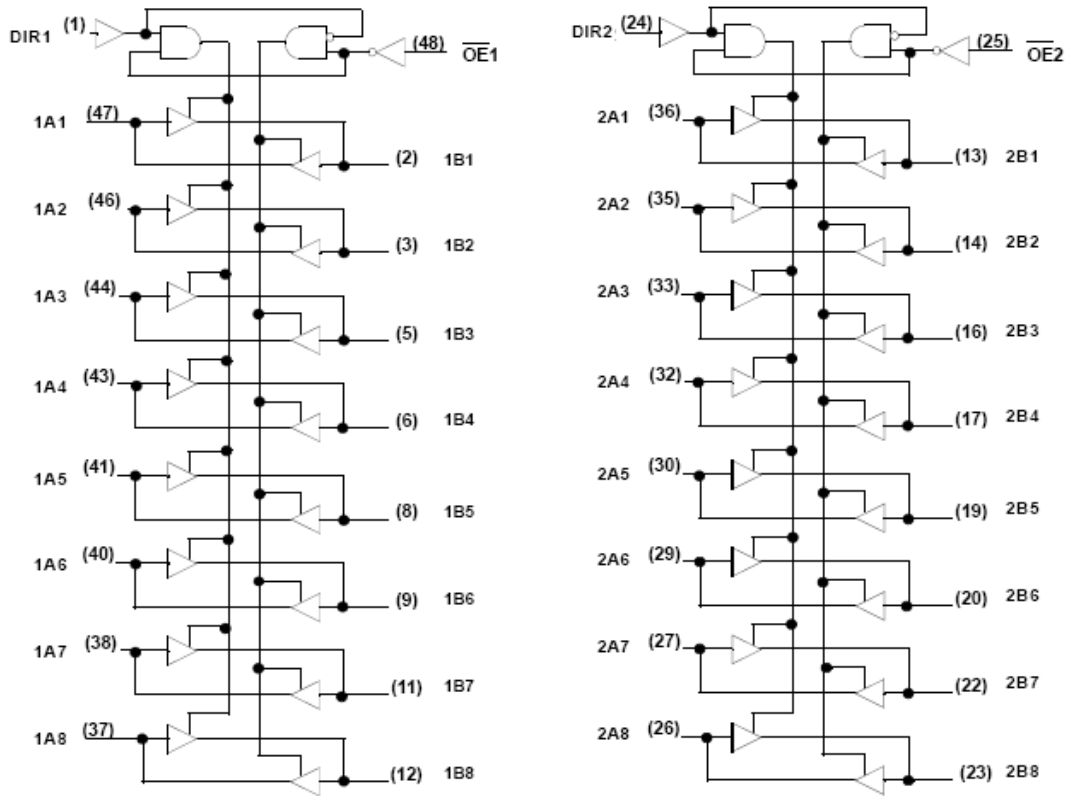 DIR1 (1) (48) OE1
1A1 (47) (2) 1B1
1A2 (46) (3) 1B2
1A3 (44) (5) 1B3
1A4 (43) (6) 1B4
1A5 (41) (8) 1B5
1A6 (40) (9) 1B6
1A7 (38) (11) 1B7
1A8 (37) (12) 1B8
DIR2 (24) (25) OE2
2A1 (36) (13) 2B1
2A2 (35) (14) 2B2
2A3 (33) (16) 2B3
2A4 (32) (17) 2B4
2A5 (30) (19) 2B5
2A6 (29) (20) 2B6
2A7 (27) (22) 2B7
2A8 (26) (23) 2B8